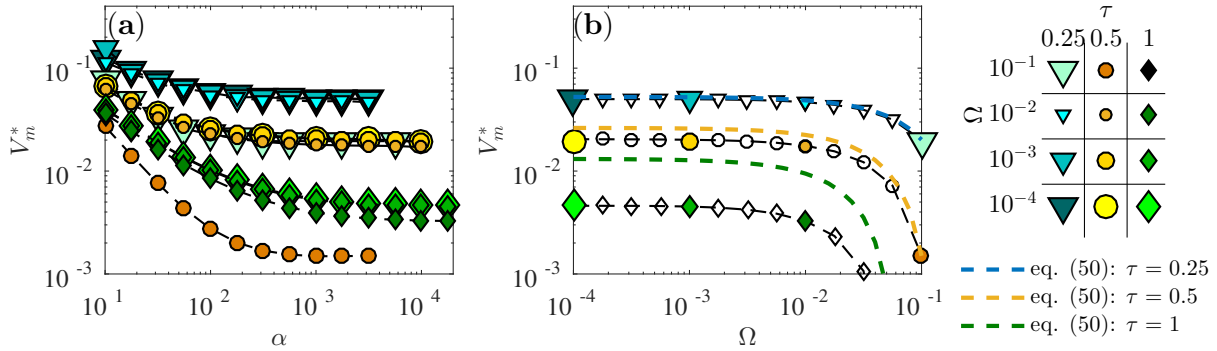 (a)
V_m^*
10^{-1}
10^{-2}
10^{-3}
10^1
10^2
10^3
10^4
α
(b)
V_m^*
10^{-1}
10^{-2}
10^{-3}
10^{-4}
10^{-3}
10^{-2}
10^{-1}
Ω
τ
0.25 0.5 1
Ω
10^{-1}
10^{-2}
10^{-3}
10^{-4}
eq. (50): τ = 0.25
eq. (50): τ = 0.5
eq. (50): τ = 1